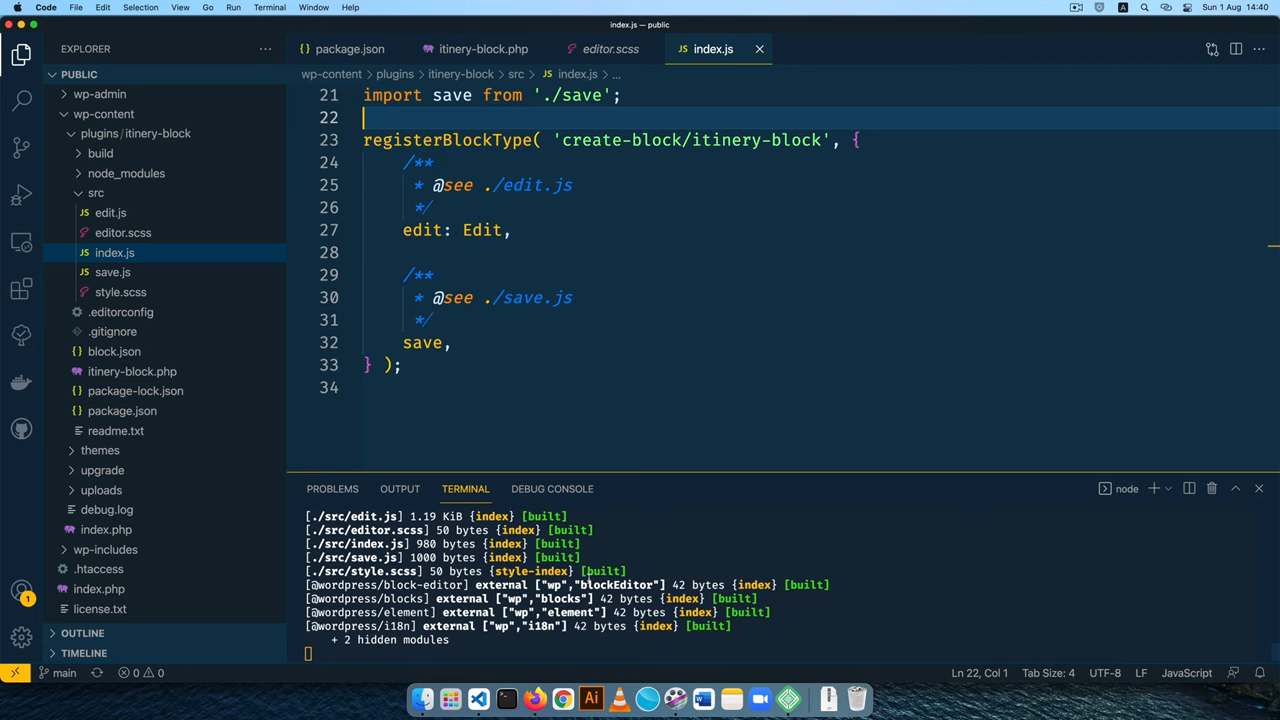 Code File Edit Selection View Go Run Terminal Window Help Sun 1 Aug 14:40
index.js — public
EXPLORER
PUBLIC
wp-admin
wp-content
plugins / itinery-block
build
node_modules
src
JS edit.js
editor.scss
JS index.js
JS save.js
style.scss
.editorconfig
.gitignore
{} block.json
itinery-block.php
{} package-lock.json
{} package.json
readme.txt
themes
upgrade
uploads
debug.log
index.php
wp-includes
.htaccess
index.php
license.txt
OUTLINE
TIMELINE
{} package.json itinery-block.php editor.scss JS index.js
wp-content > plugins > itinery-block > src > JS index.js > ...
21 import save from './save';
22
23 registerBlockType( 'create-block/itinery-block', {
24 /**
25 * @see ./edit.js
26 */
27 edit: Edit,
28
29 /**
30 * @see ./save.js
31 */
32 save,
33 } );
34
PROBLEMS OUTPUT TERMINAL DEBUG CONSOLE node
[./src/edit.js] 1.19 KiB {index} [built]
[./src/editor.scss] 50 bytes {index} [built]
[./src/index.js] 980 bytes {index} [built]
[./src/save.js] 1000 bytes {index} [built]
[./src/style.scss] 50 bytes {style-index} [built]
[@wordpress/block-editor] external ["wp","blockEditor"] 42 bytes {index} [built]
[@wordpress/blocks] external ["wp","blocks"] 42 bytes {index} [built]
[@wordpress/element] external ["wp","element"] 42 bytes {index} [built]
[@wordpress/i18n] external ["wp","i18n"] 42 bytes {index} [built]
+ 2 hidden modules
main 0 0 Ln 22, Col 1 Tab Size: 4 UTF-8 LF JavaScript
1
A
Ai
W